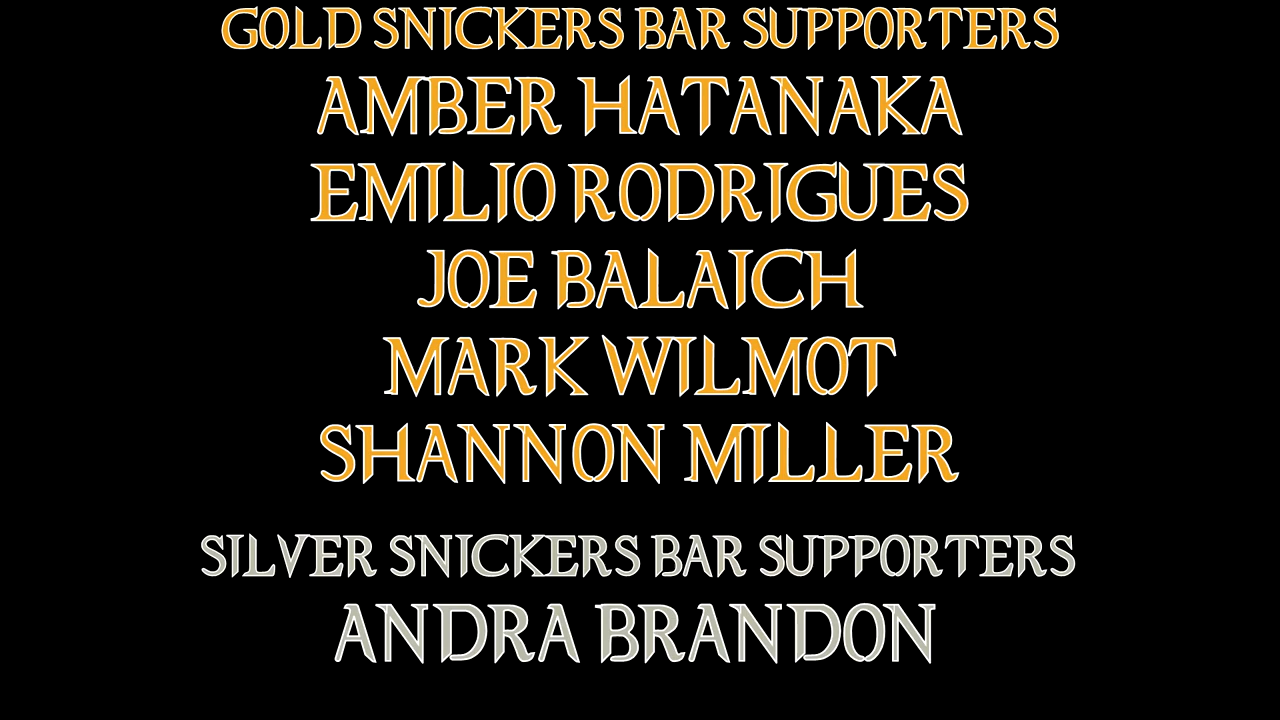 GOLD SNICKERS BAR SUPPORTERS
AMBER HATANAKA
EMILIO RODRIGUES
JOE BALAICH
MARK WILMOT
SHANNON MILLER
SILVER SNICKERS BAR SUPPORTERS
ANDRA BRANDON